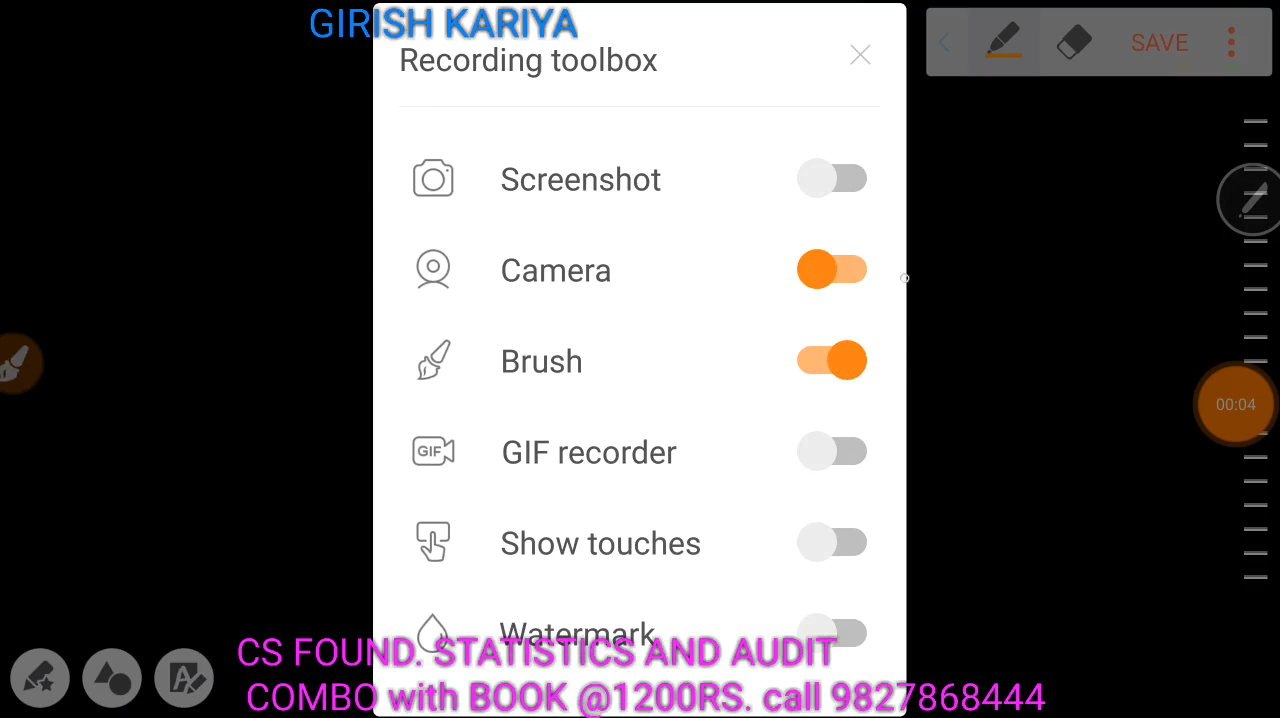 GIRISH KARIYA
Recording toolbox
SAVE
Screenshot
Camera
Brush
00:04
GIF
GIF recorder
Show touches
Watermark
CS FOUND. STATISTICS AND AUDIT
COMBO with BOOK @1200RS. call 9827868444